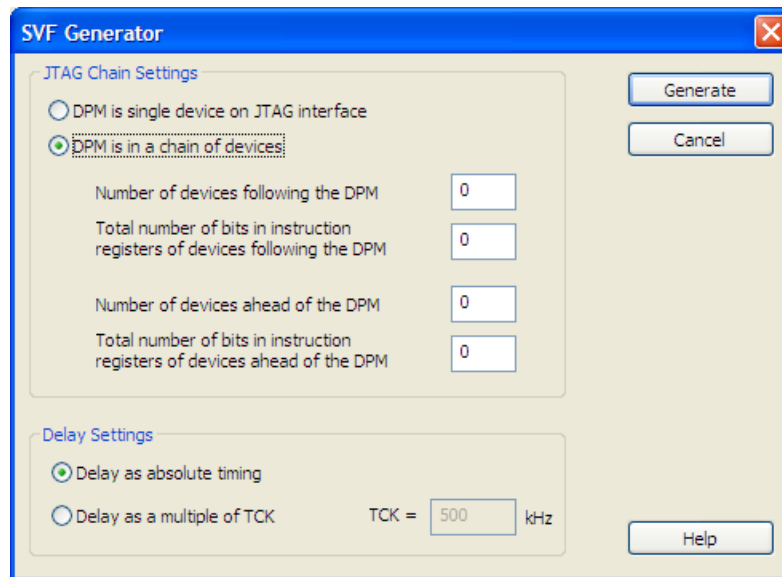 SVF Generator
JTAG Chain Settings
DPM is single device on JTAG interface
DPM is in a chain of devices
Number of devices following the DPM 0
Total number of bits in instruction
registers of devices following the DPM 0
Number of devices ahead of the DPM 0
Total number of bits in instruction
registers of devices ahead of the DPM 0
Generate
Cancel
Delay Settings
Delay as absolute timing
Delay as a multiple of TCK TCK = 500 kHz
Help